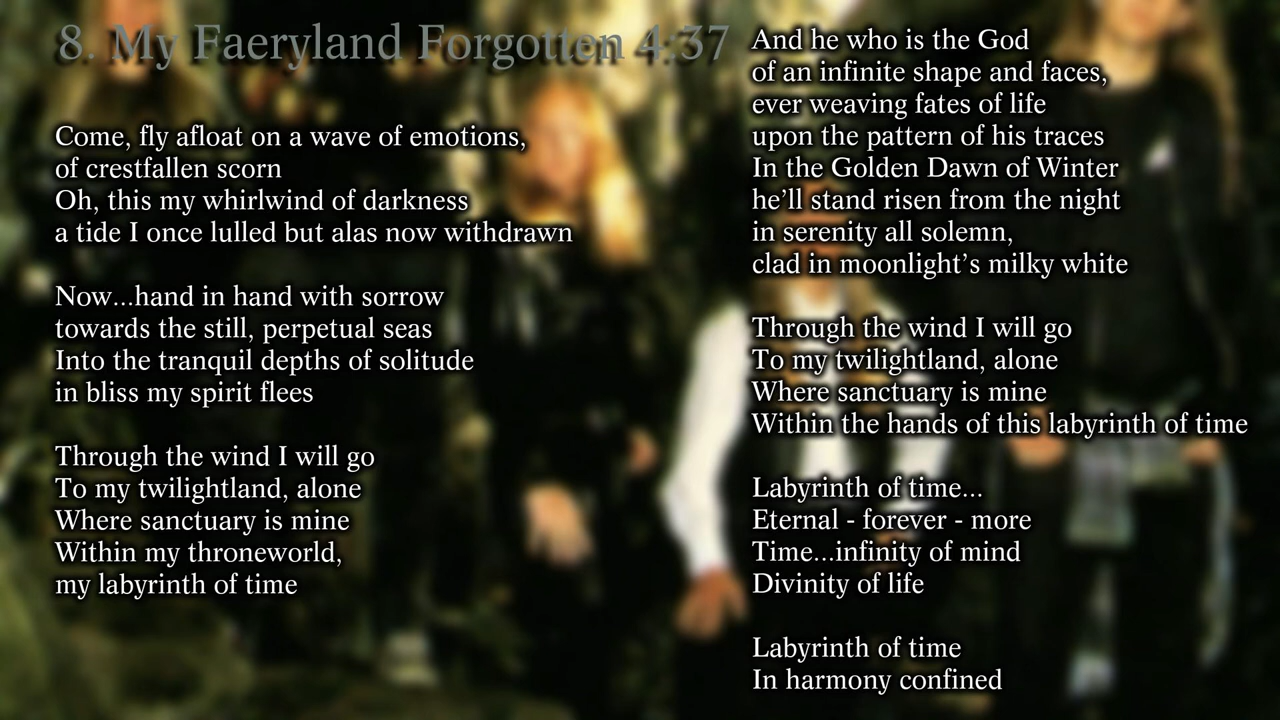 8. My Faeryland Forgotten 4:37
Come, fly afloat on a wave of emotions,
of crestfallen scorn
Oh, this my whirlwind of darkness
a tide I once lulled but alas now withdrawn
Now...hand in hand with sorrow
towards the still, perpetual seas
Into the tranquil depths of solitude
in bliss my spirit flees
Through the wind I will go
To my twilightland, alone
Where sanctuary is mine
Within my throneworld,
my labyrinth of time
And he who is the God
of an infinite shape and faces,
ever weaving fates of life
upon the pattern of his traces
In the Golden Dawn of Winter
he’ll stand risen from the night
in serenity all solemn,
clad in moonlight’s milky white
Through the wind I will go
To my twilightland, alone
Where sanctuary is mine
Within the hands of this labyrinth of time
Labyrinth of time...
Eternal - forever - more
Time...infinity of mind
Divinity of life
Labyrinth of time
In harmony confined